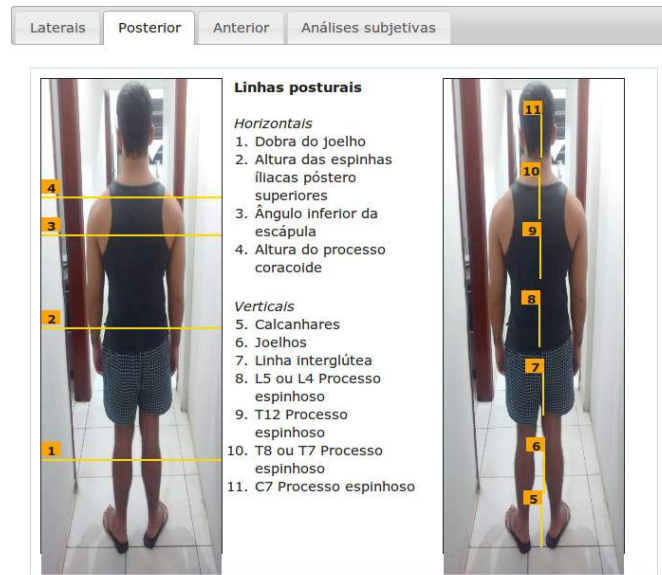 Laterais Posterior Anterior Análises subjetivas
Linhas posturais
Horizontais
1. Dobra do joelho
2. Altura das espinhas
íliacas póstero
superiores
3. Ângulo inferior da
escápula
4. Altura do processo
coracoide
Verticais
5. Calcanhares
6. Joelhos
7. Linha interglútea
8. L5 ou L4 Processo
espinhoso
9. T12 Processo
espinhoso
10. T8 ou T7 Processo
espinhoso
11. C7 Processo espinhoso
4
3
2
1
11
10
9
8
7
6
5